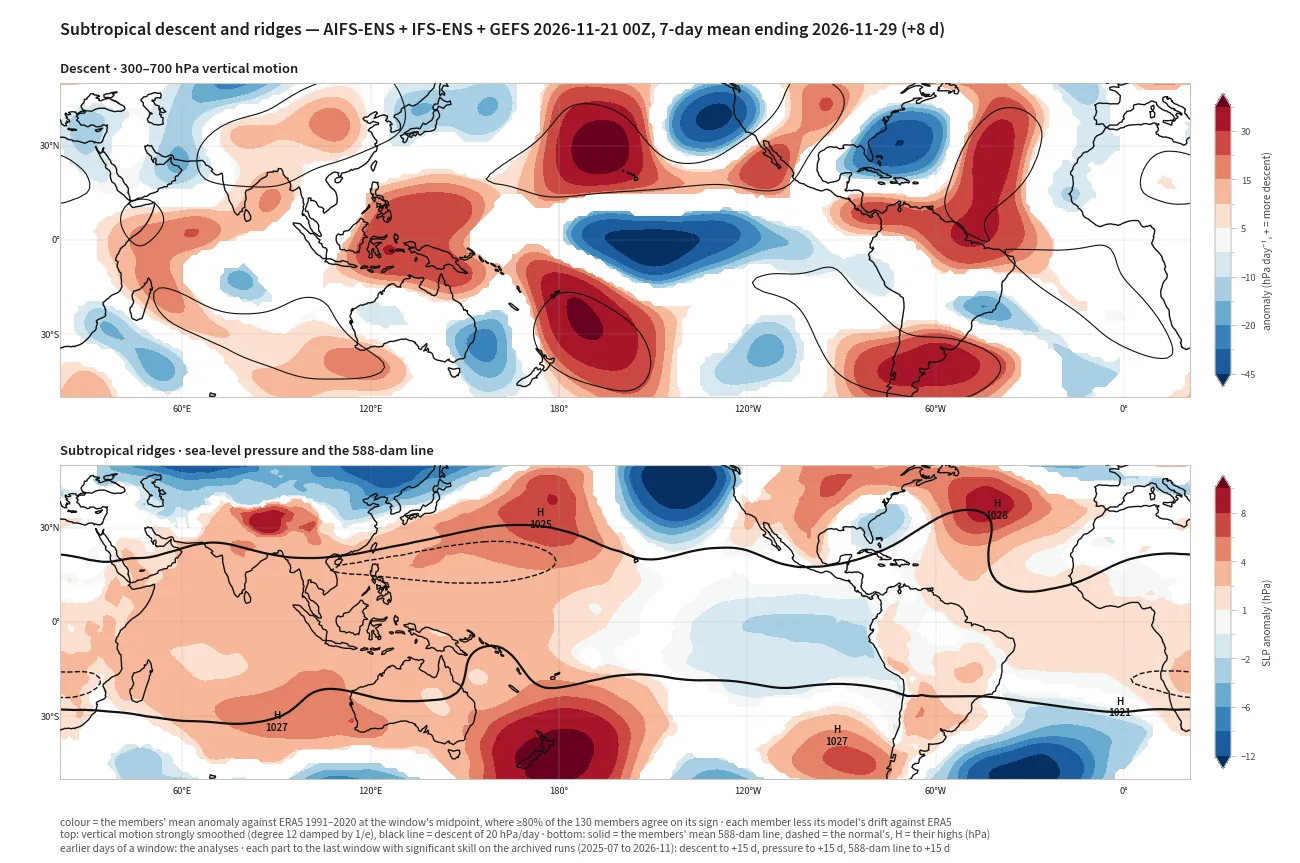 Subtropical descent and ridges — AIFS-ENS + IFS-ENS + GEFS 2026-11-21 00Z, 7-day mean ending 2026-11-29 (+8 d)
Descent · 300–700 hPa vertical motion
30°N
0°
30°S
60°E
120°E
180°
120°W
60°W
0°
30
15
5
−10
−20
−45
anomaly (hPa day⁻¹, + = more descent)
Subtropical ridges · sea-level pressure and the 588-dam line
30°N
0°
30°S
H
1025
H
1028
H
1027
H
1027
H
1021
60°E
120°E
180°
120°W
60°W
0°
8
4
1
−2
−6
−12
SLP anomaly (hPa)
colour = the members' mean anomaly against ERA5 1991–2020 at the window's midpoint, where ≥80% of the 130 members agree on its sign · each member less its model's drift against ERA5
top: vertical motion strongly smoothed (degree 12 damped by 1/e), black line = descent of 20 hPa/day · bottom: solid = the members' mean 588-dam line, dashed = the normal's, H = their highs (hPa)
earlier days of a window: the analyses · each part to the last window with significant skill on the archived runs (2025-07 to 2026-11): descent to +15 d, pressure to +15 d, 588-dam line to +15 d